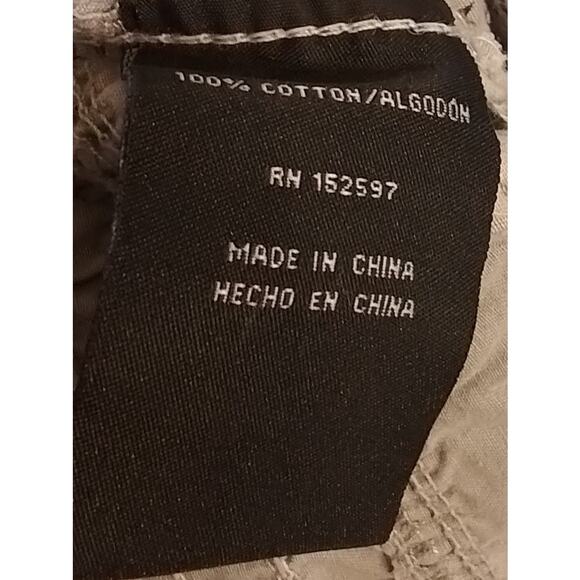 100% COTTON/ALGODÓN
RN 152597
MADE IN CHINA
HECHO EN CHINA